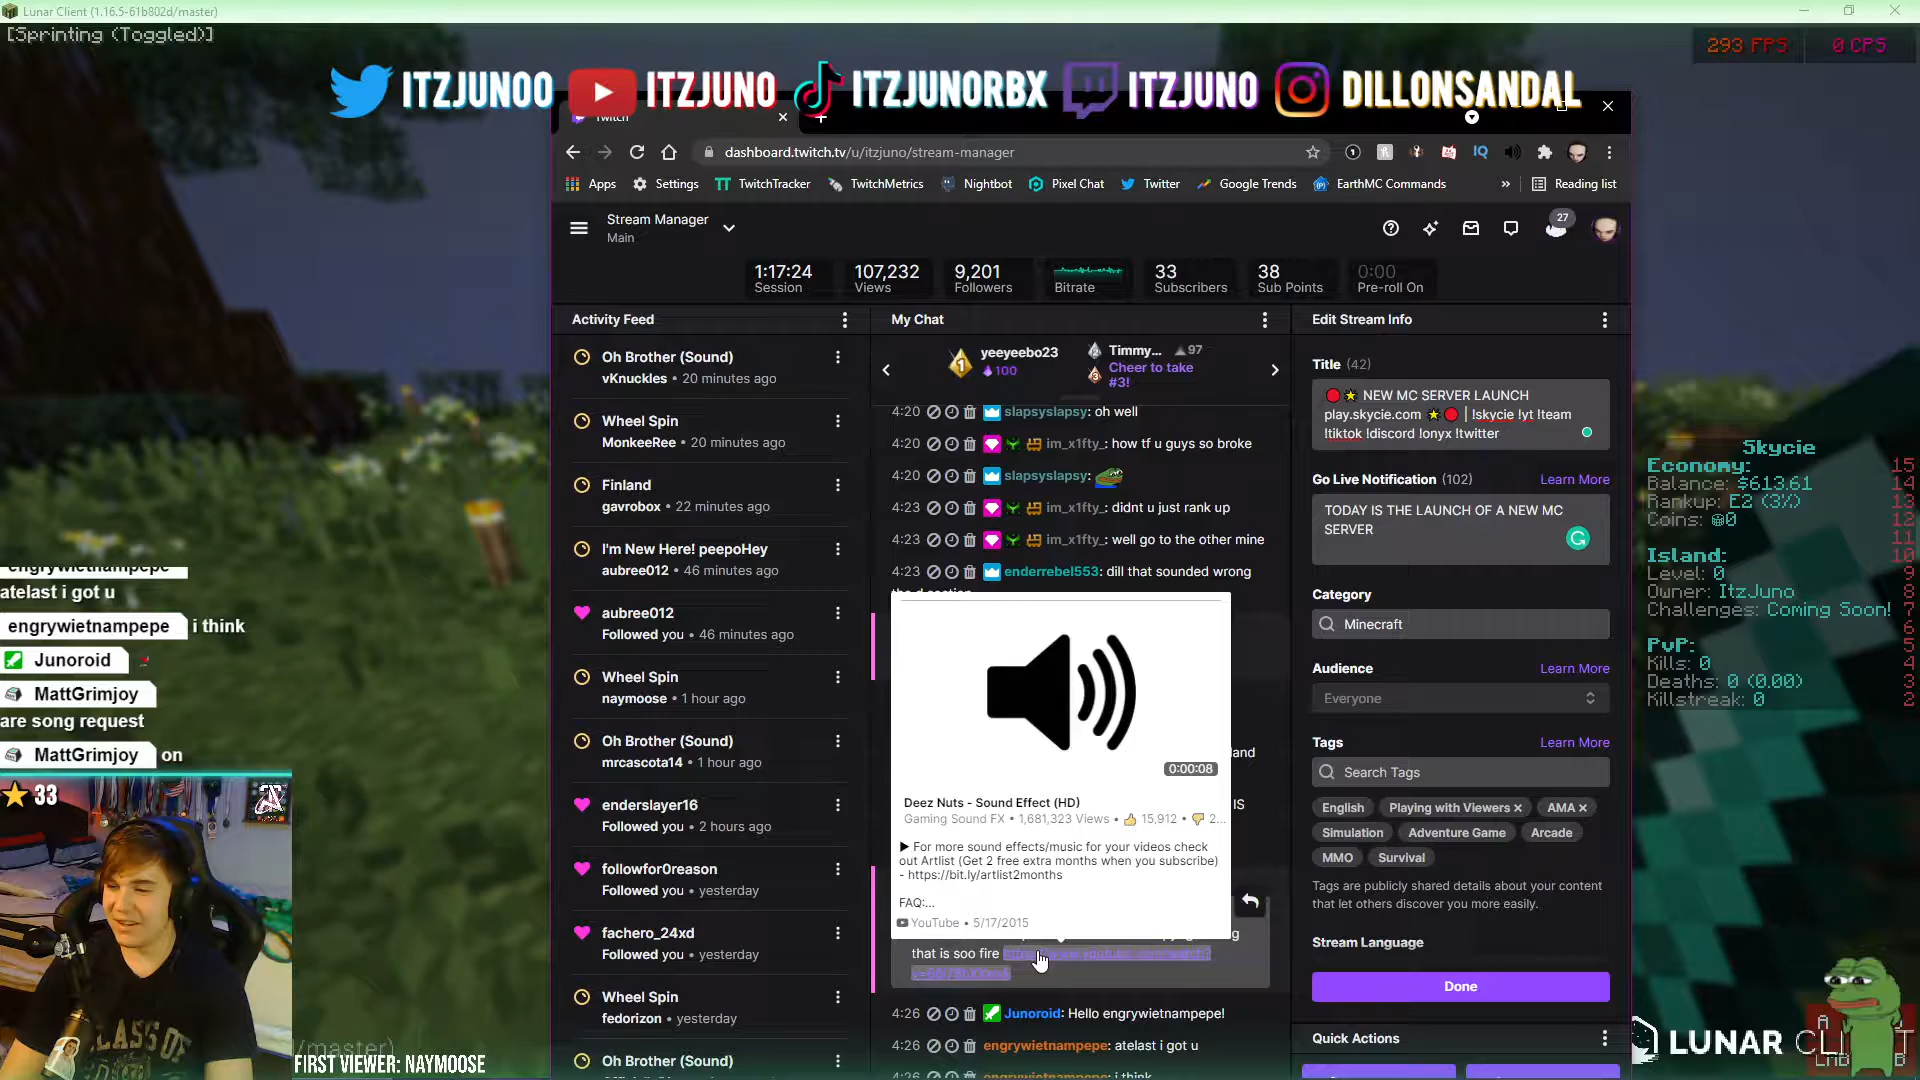 Lunar Client (1.16.5-61b802d/master)
[Sprinting (Toggled)]
293 FPS
0 CPS
ITZJUNOO
ITZJUNO
ITZJUNORBX
ITZJUNO
DILLONSANDAL
Twitch
dashboard.twitch.tv/u/itzjuno/stream-manager
Apps
Settings
TwitchTracker
TwitchMetrics
Nightbot
Pixel Chat
Twitter
Google Trends
EarthMC Commands
»
Reading list
Stream Manager
Main
27
1:17:24
Session
107,232
Views
9,201
Followers
Bitrate
33
Subscribers
38
Sub Points
0:00
Pre-roll On
Activity Feed
Oh Brother (Sound)
vKnuckles • 20 minutes ago
Wheel Spin
MonkeeRee • 20 minutes ago
Finland
gavrobox • 22 minutes ago
I'm New Here! peepoHey
aubree012 • 46 minutes ago
aubree012
Followed you • 46 minutes ago
Wheel Spin
naymoose • 1 hour ago
Oh Brother (Sound)
mrcascota14 • 1 hour ago
enderslayer16
Followed you • 2 hours ago
followfor0reason
Followed you • yesterday
fachero_24xd
Followed you • yesterday
Wheel Spin
fedorizon • yesterday
Oh Brother (Sound)
My Chat
1
yeeyeebo23
100
2
Timmy...
97
3
Cheer to take
#3!
4:20 slapsyslapsy: oh well
4:20 im_x1fty_: how tf u guys so broke
4:20 slapsyslapsy:
4:23 im_x1fty_: didnt u just rank up
4:23 im_x1fty_: well go to the other mine
4:23 enderrebel553: dill that sounded wrong
0:00:08
Deez Nuts - Sound Effect (HD)
Gaming Sound FX • 1,681,323 Views • 15,912 • 2...
▶ For more sound effects/music for your videos check
out Artlist (Get 2 free extra months when you subscribe)
- https://bit.ly/artlist2months
FAQ:...
YouTube • 5/17/2015
that is soo fire
4:26 Junoroid: Hello engrywietnampepe!
4:26 engrywietnampepe: atelast i got u
4:26 engrywietnampepe: i think
Edit Stream Info
Title (42)
NEW MC SERVER LAUNCH
play.skycie.com | !skycie !yt !team
!tiktok !discord !onyx !twitter
Go Live Notification (102)
Learn More
TODAY IS THE LAUNCH OF A NEW MC
SERVER
Category
Minecraft
Audience
Learn More
Everyone
Tags
Learn More
Search Tags
English
Playing with Viewers
AMA
Simulation
Adventure Game
Arcade
MMO
Survival
Tags are publicly shared details about your content
that let others discover you more easily.
Stream Language
Done
Quick Actions
Skycie
Economy: 15
Balance: $613.61 14
Rankup: E2 (3%) 13
Coins: 0 12
11
Island: 10
Level: 0 9
Owner: ItzJuno 8
Challenges: Coming Soon! 7
6
PvP: 5
Kills: 0 4
Deaths: 0 (0.00) 3
Killstreak: 0 2
engrywietnampepe
atelast i got u
engrywietnampepe i think
Junoroid
MattGrimjoy
are song request
MattGrimjoy on
33
CLASS OF
/master)
FIRST VIEWER: NAYMOOSE
LUNAR CLI